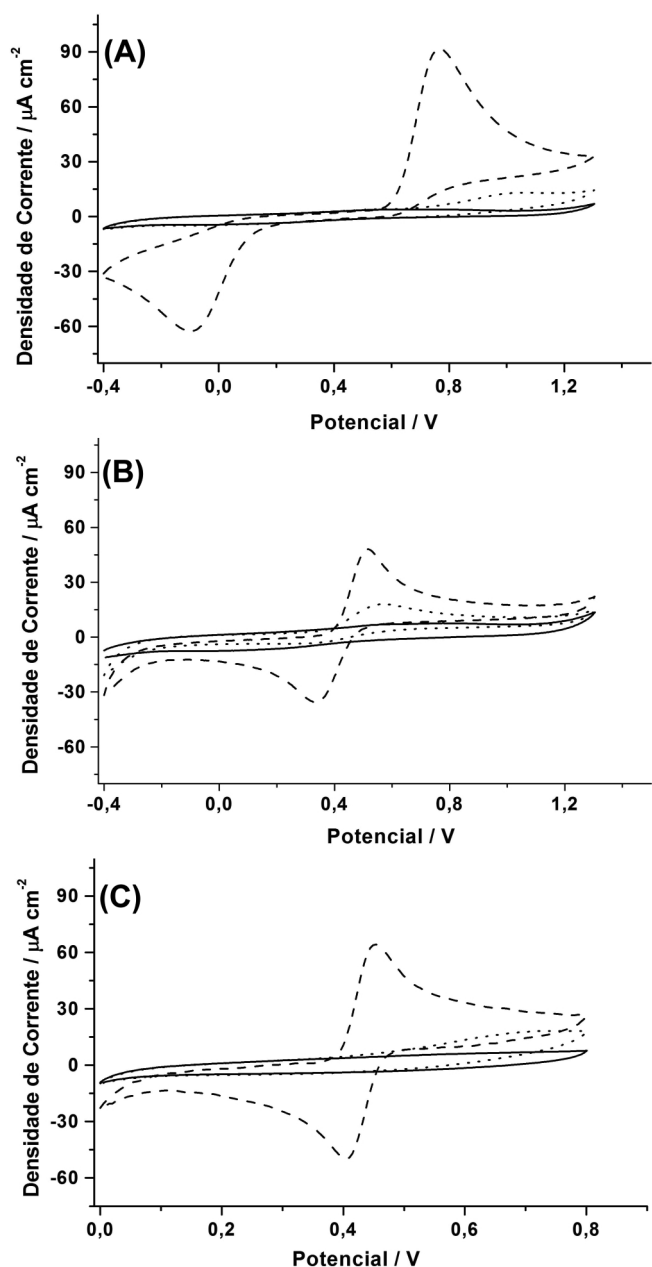 (A)
90
60
30
0
-30
-60
Densidade de Corrente / μA cm⁻²
-0,4 0,0 0,4 0,8 1,2
Potencial / V
(B)
90
60
30
0
-30
-60
Densidade de Corrente / μA cm⁻²
-0,4 0,0 0,4 0,8 1,2
Potencial / V
(C)
90
60
30
0
-30
-60
Densidade de Corrente / μA cm⁻²
0,0 0,2 0,4 0,6 0,8
Potencial / V